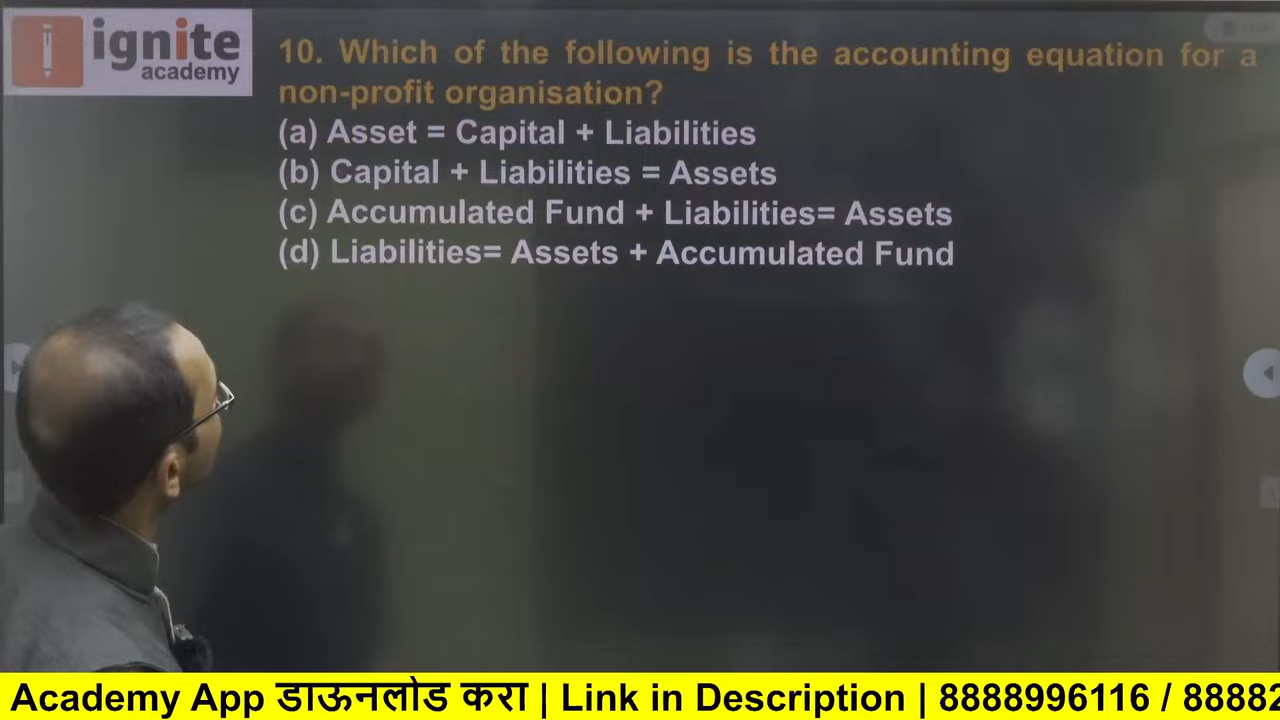 ignite
academy
10. Which of the following is the accounting equation for a
non-profit organisation?
(a) Asset = Capital + Liabilities
(b) Capital + Liabilities = Assets
(c) Accumulated Fund + Liabilities= Assets
(d) Liabilities= Assets + Accumulated Fund
Academy App डाऊनलोड करा | Link in Description | 8888996116 / 88882